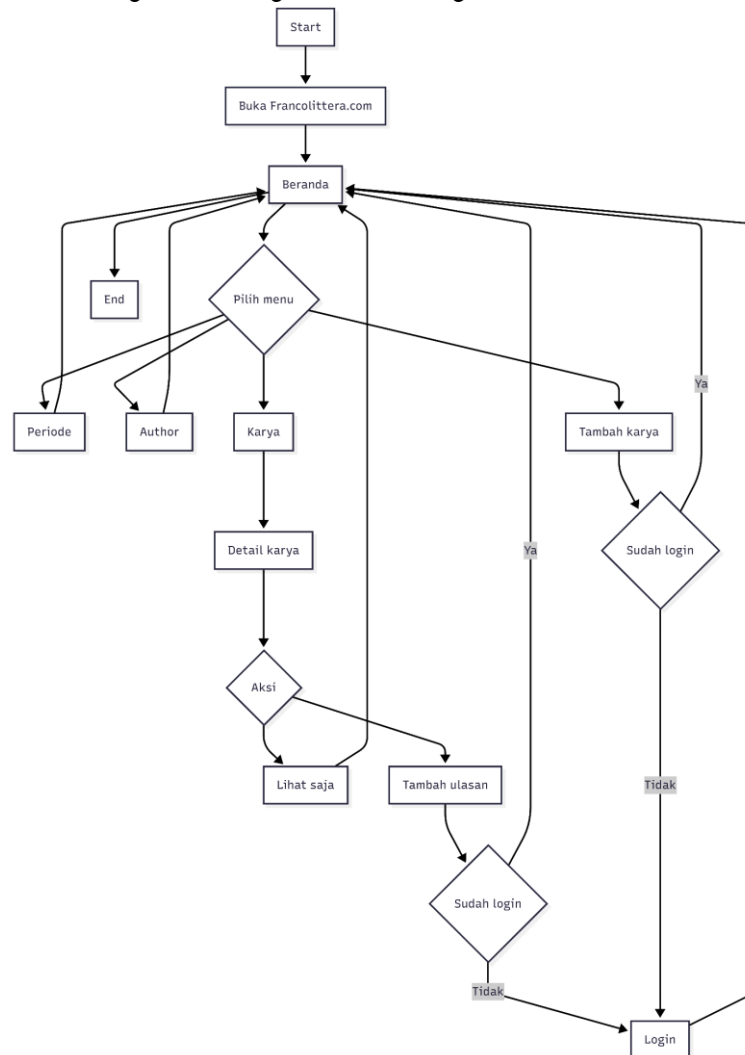 Start
Buka Francolittera.com
Beranda
End
Pilih menu
Periode
Author
Karya
Tambah karya
Ya
Detail karya
Ya
Sudah login
Aksi
Lihat saja
Tambah ulasan
Tidak
Sudah login
Tidak
Login